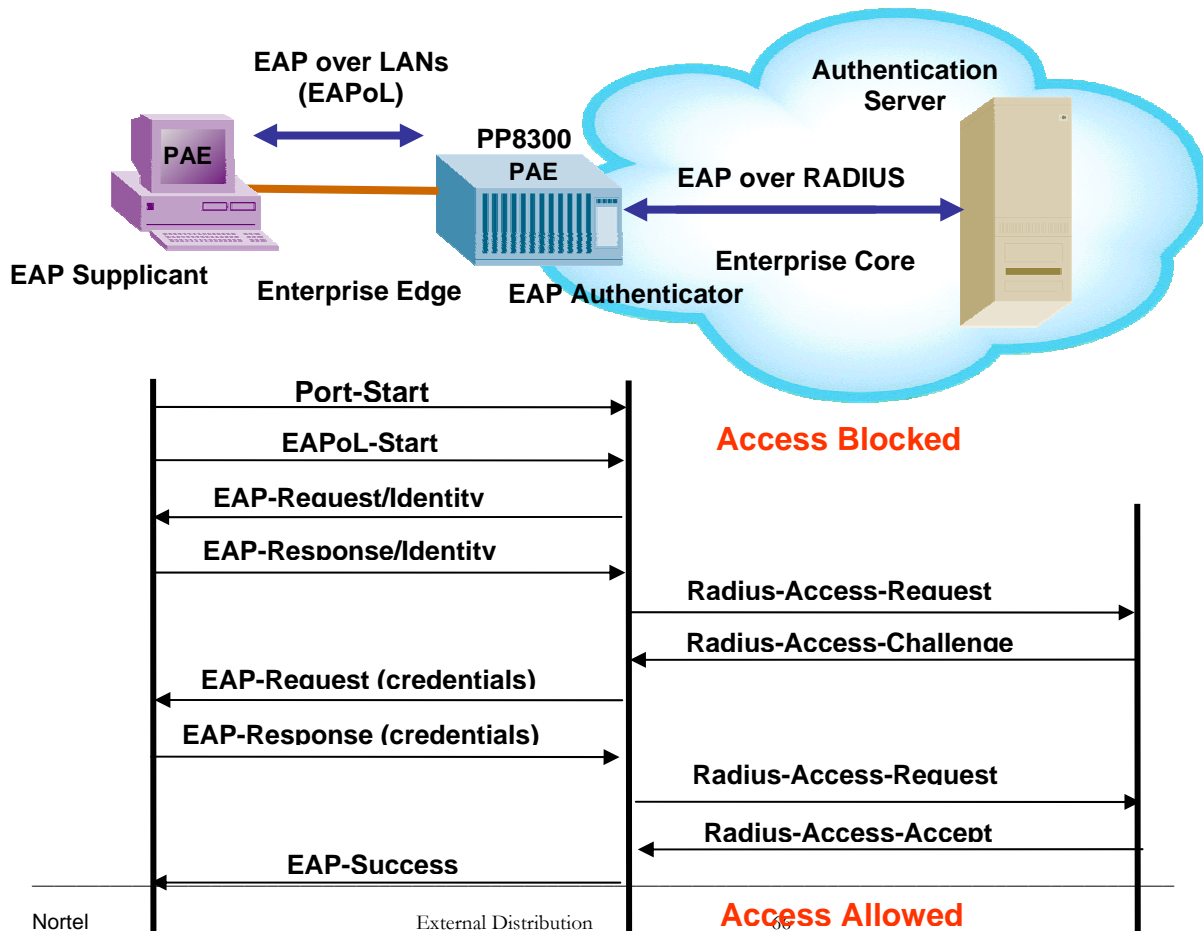 EAP over LANs
(EAPoL)
Authentication
Server
PP8300
PAE
PAE
EAP over RADIUS
Enterprise Core
EAP Supplicant
Enterprise Edge
EAP Authenticator
Port-Start
Access Blocked
EAPoL-Start
EAP-Request/Identity
EAP-Response/Identity
Radius-Access-Request
Radius-Access-Challenge
EAP-Request (credentials)
EAP-Response (credentials)
Radius-Access-Request
Radius-Access-Accept
EAP-Success
Nortel
External Distribution
66
Access Allowed